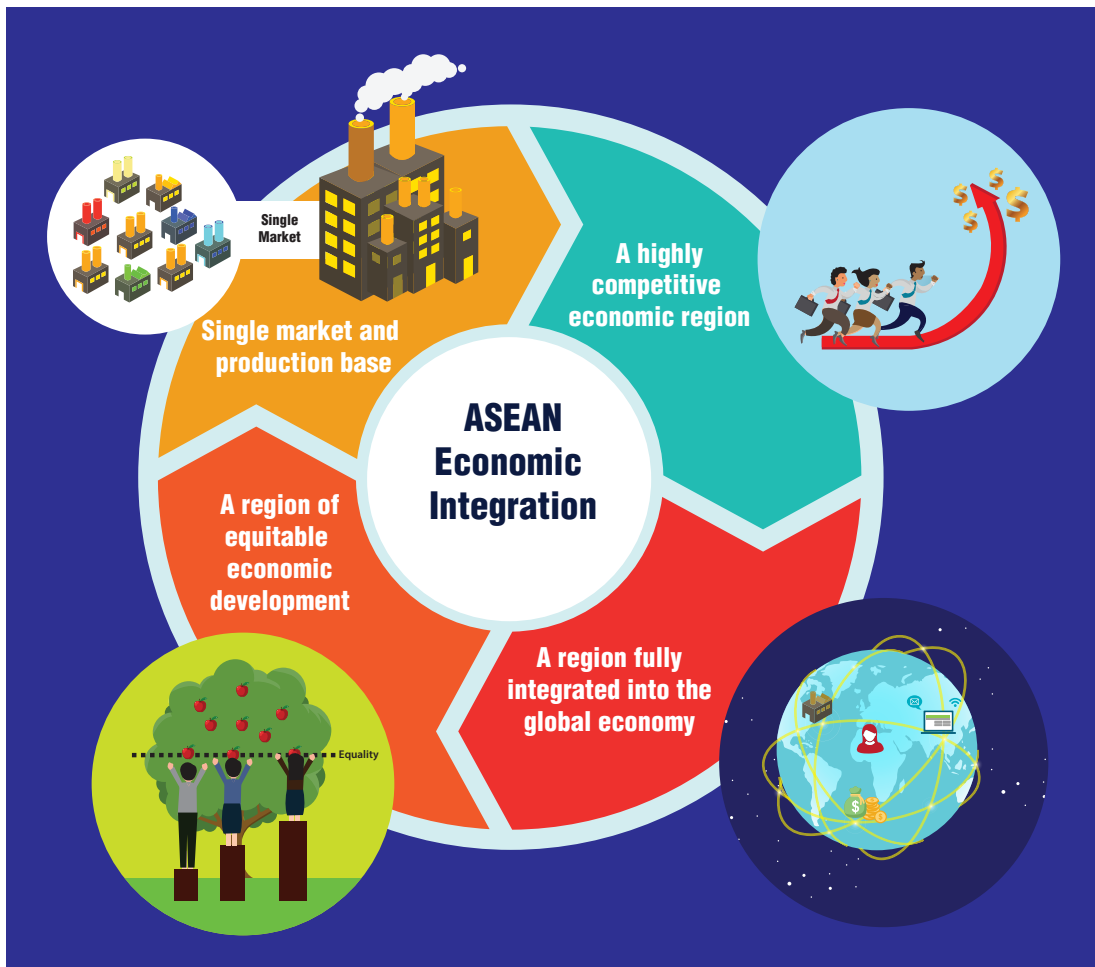 Single
Market
Single market and
production base
A highly
competitive
economic region
ASEAN
Economic
Integration
A region of
equitable
economic
development
A region fully
integrated into the
global economy
Equality